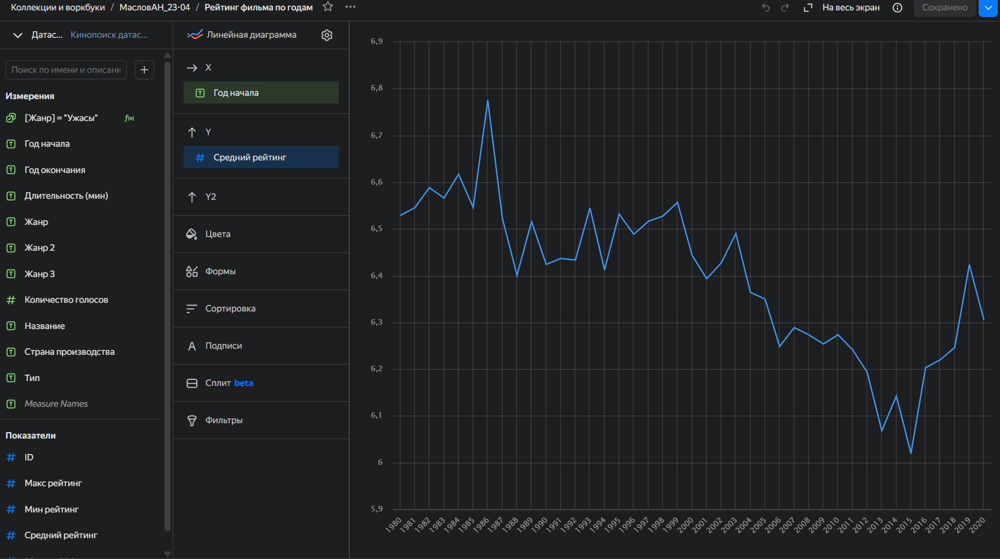 Коллекции и воркбуки / МасловАН_23-04 / Рейтинг фильма по годам
На весь экран
Сохранено
Датас... Кинопоиск датас...
Поиск по имени и описани
Измерения
[Жанр] = "Ужасы" f(x)
Год начала
Год окончания
Длительность (мин)
Жанр
Жанр 2
Жанр 3
Количество голосов
Название
Страна производства
Тип
Measure Names
Показатели
ID
Макс рейтинг
Мин рейтинг
Средний рейтинг
Линейная диаграмма
X
Год начала
Y
Средний рейтинг
Y2
Цвета
Формы
Сортировка
Подписи
Сплит beta
Фильтры
6,9
6,8
6,7
6,6
6,5
6,4
6,3
6,2
6,1
6
5,9
1980 1981 1982 1983 1984 1985 1986 1987 1988 1989 1990 1991 1992 1993 1994 1995 1996 1997 1998 1999 2000 2001 2002 2003 2004 2005 2006 2007 2008 2009 2010 2011 2012 2013 2014 2015 2016 2017 2018 2019 2020